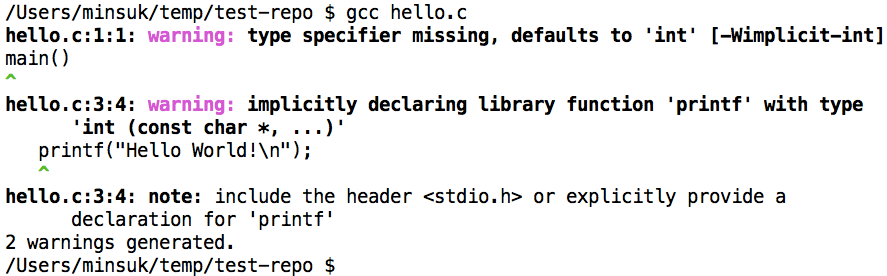 /Users/minsuk/temp/test-repo $ gcc hello.c
hello.c:1:1: warning: type specifier missing, defaults to 'int' [-Wimplicit-int]
main()
^
hello.c:3:4: warning: implicitly declaring library function 'printf' with type
      'int (const char *, ...)'
   printf("Hello World!\n");
   ^
hello.c:3:4: note: include the header <stdio.h> or explicitly provide a
      declaration for 'printf'
2 warnings generated.
/Users/minsuk/temp/test-repo $